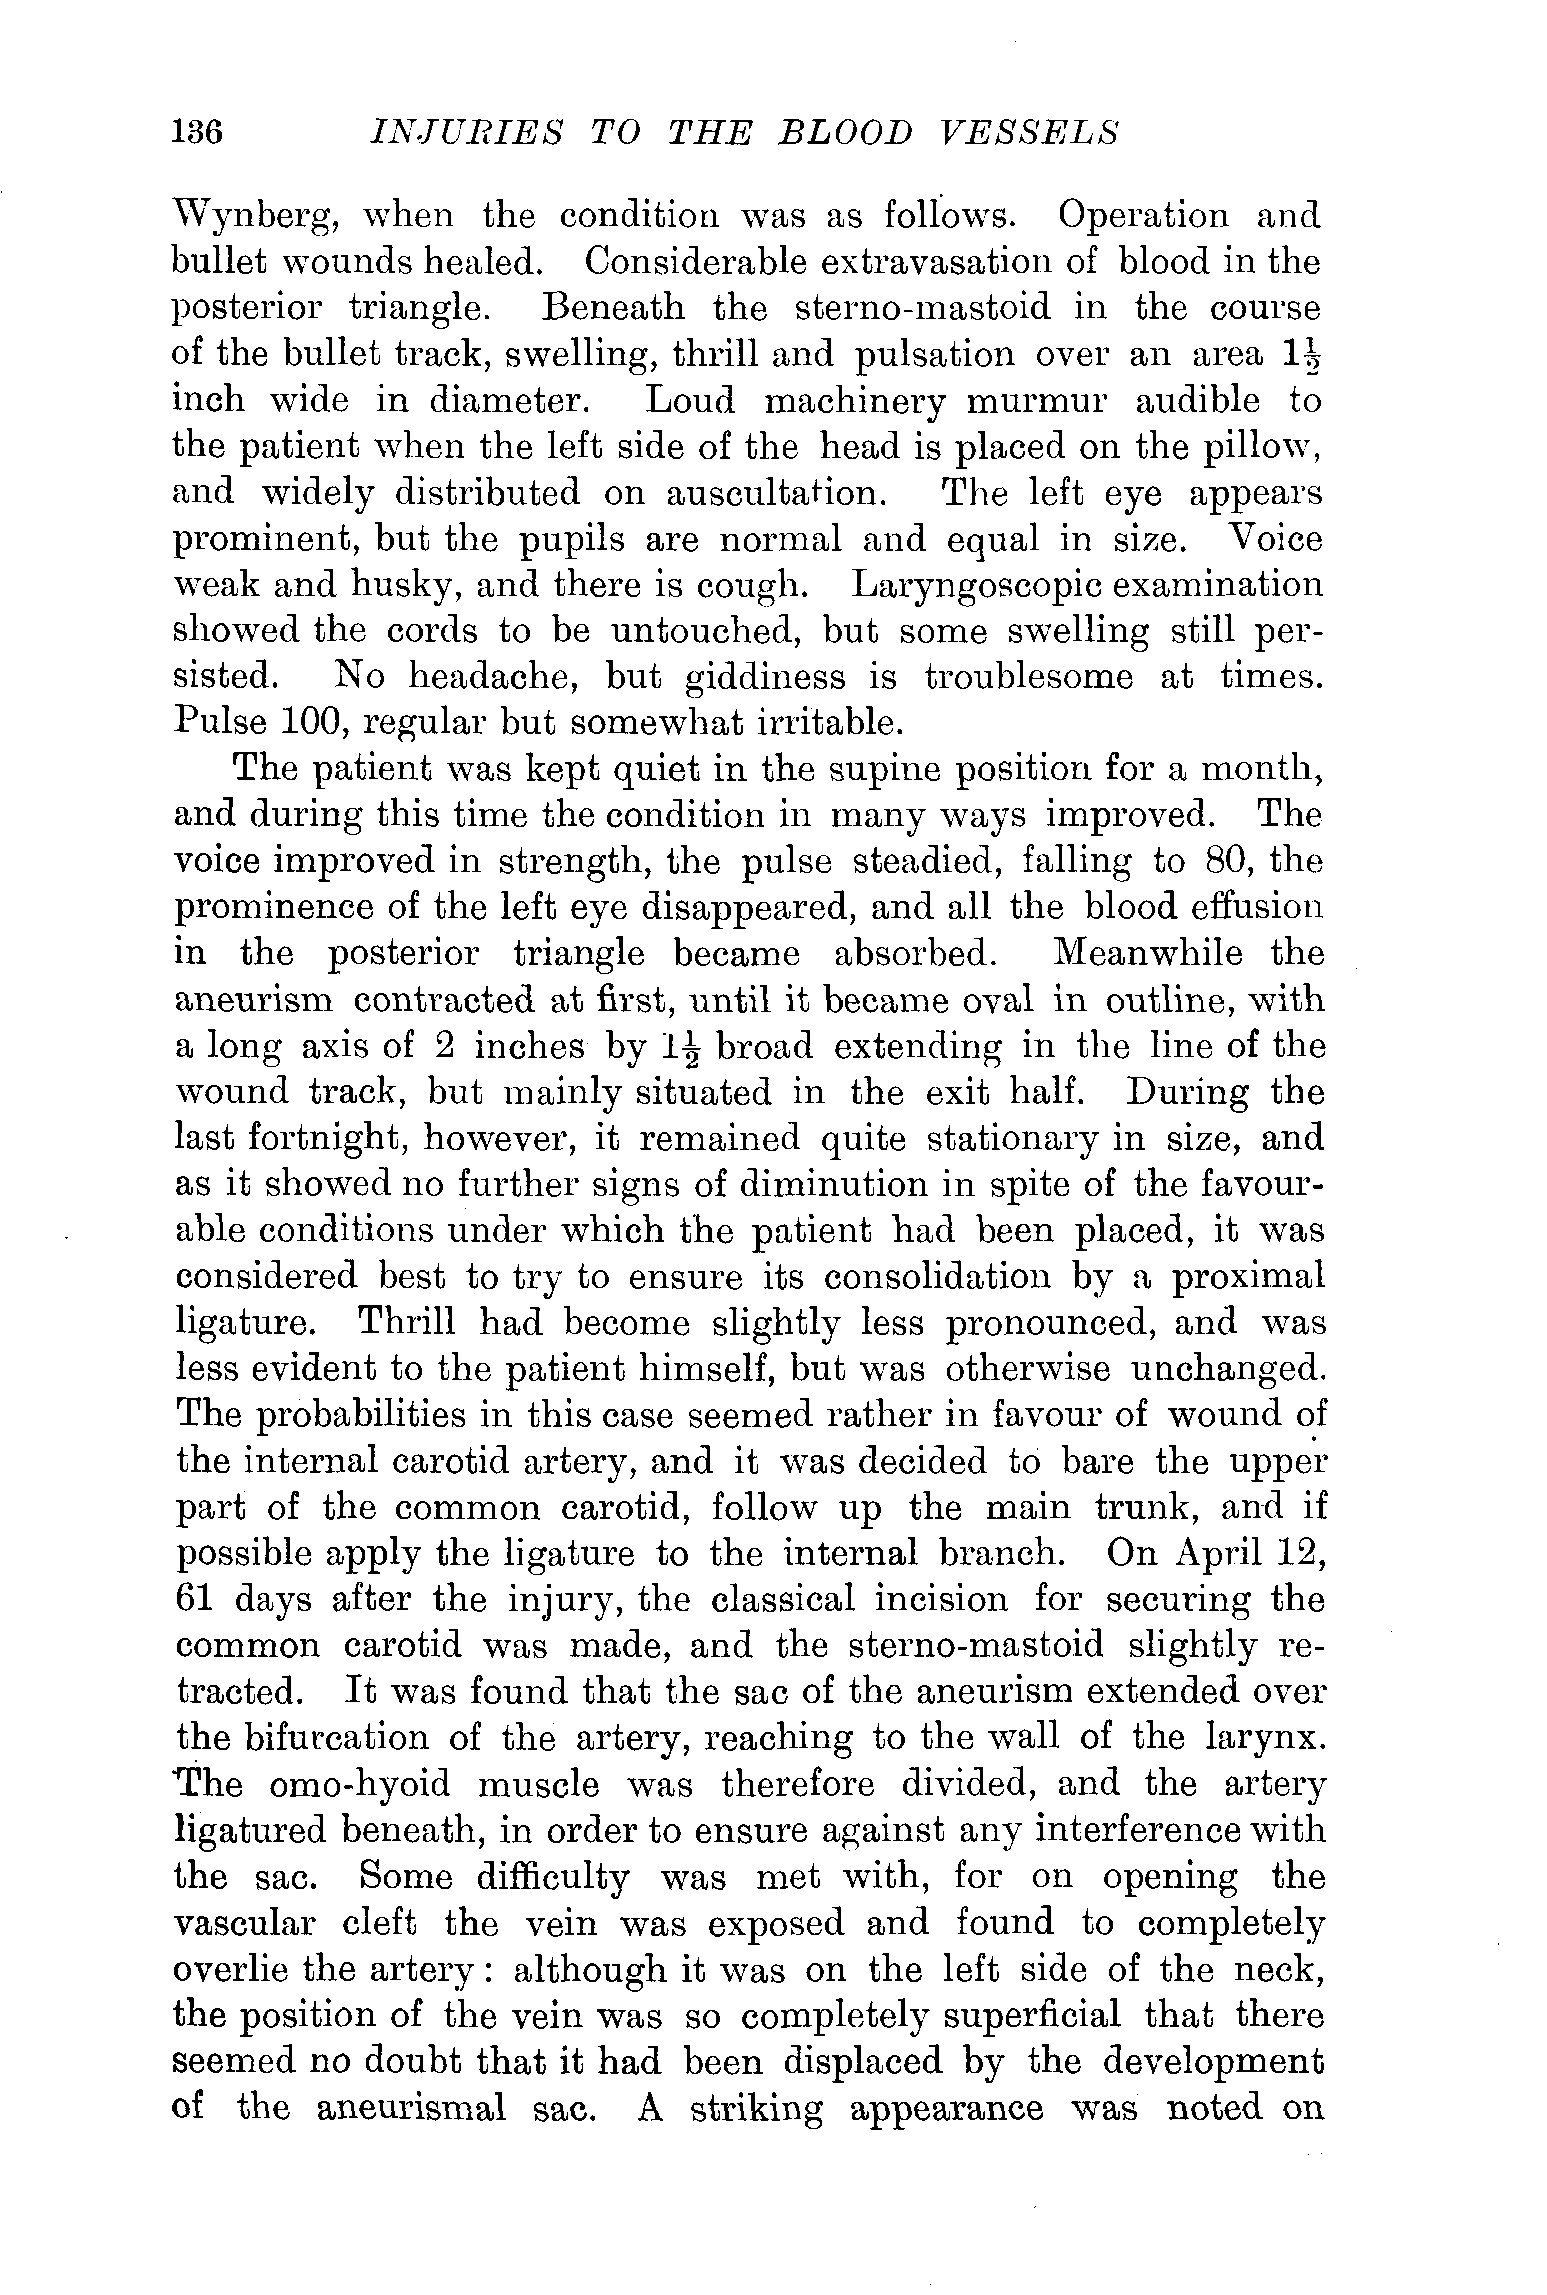 136 INJURIES TO THE BLOOD VESSELS
Wynberg, when the condition was as follows. Operation and
bullet wounds healed. Considerable extravasation of blood in the
posterior triangle. Beneath the sterno-mastoid in the course
of the bullet track, swelling, thrill and pulsation over an area 1½
inch wide in diameter. Loud machinery murmur audible to
the patient when the left side of the head is placed on the pillow,
and widely distributed on auscultation. The left eye appears
prominent, but the pupils are normal and equal in size. Voice
weak and husky, and there is cough. Laryngoscopic examination
showed the cords to be untouched, but some swelling still per-
sisted. No headache, but giddiness is troublesome at times.
Pulse 100, regular but somewhat irritable.
The patient was kept quiet in the supine position for a month,
and during this time the condition in many ways improved. The
voice improved in strength, the pulse steadied, falling to 80, the
prominence of the left eye disappeared, and all the blood effusion
in the posterior triangle became absorbed. Meanwhile the
aneurism contracted at first, until it became oval in outline, with
a long axis of 2 inches by 1½ broad extending in the line of the
wound track, but mainly situated in the exit half. During the
last fortnight, however, it remained quite stationary in size, and
as it showed no further signs of diminution in spite of the favour-
able conditions under which the patient had been placed, it was
considered best to try to ensure its consolidation by a proximal
ligature. Thrill had become slightly less pronounced, and was
less evident to the patient himself, but was otherwise unchanged.
The probabilities in this case seemed rather in favour of wound of
the internal carotid artery, and it was decided to bare the upper
part of the common carotid, follow up the main trunk, and if
possible apply the ligature to the internal branch. On April 12,
61 days after the injury, the classical incision for securing the
common carotid was made, and the sterno-mastoid slightly re-
tracted. It was found that the sac of the aneurism extended over
the bifurcation of the artery, reaching to the wall of the larynx.
The omo-hyoid muscle was therefore divided, and the artery
ligatured beneath, in order to ensure against any interference with
the sac. Some difficulty was met with, for on opening the
vascular cleft the vein was exposed and found to completely
overlie the artery: although it was on the left side of the neck,
the position of the vein was so completely superficial that there
seemed no doubt that it had been displaced by the development
of the aneurismal sac. A striking appearance was noted on